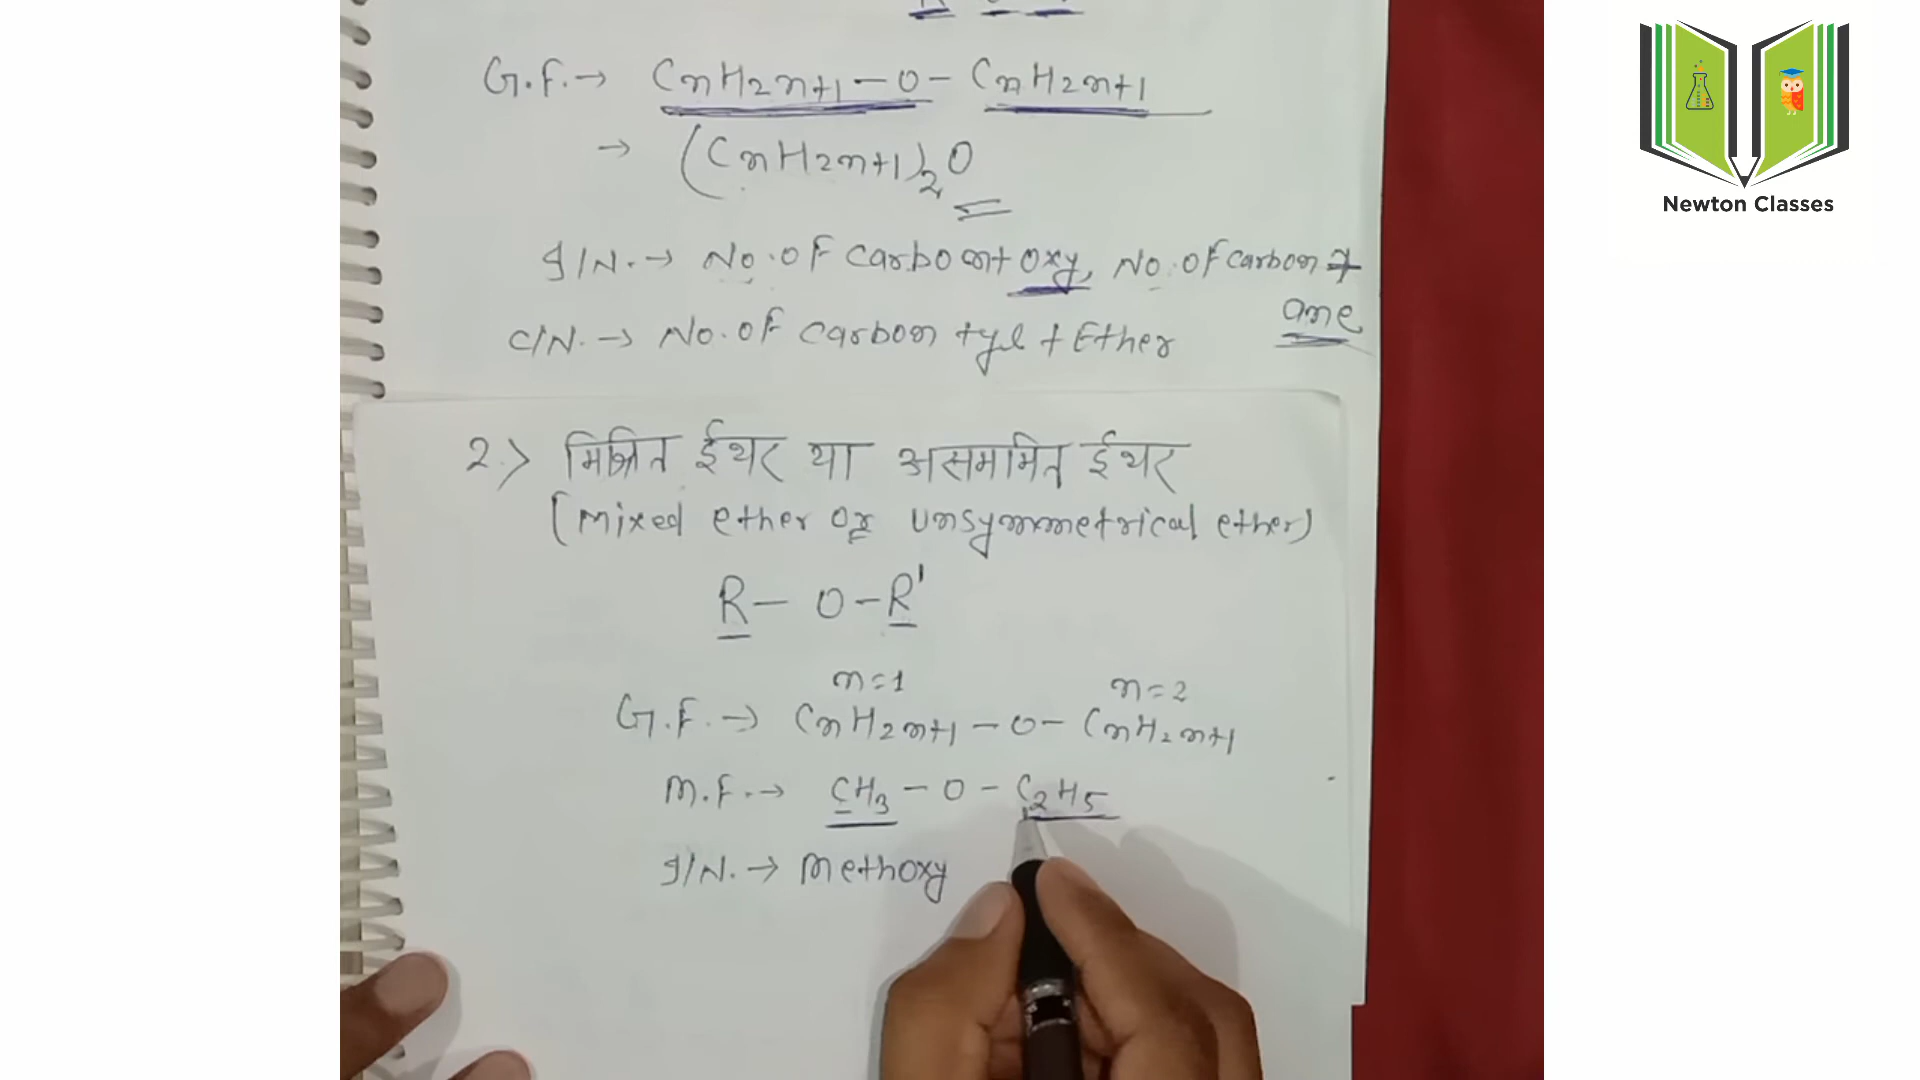 G.F. → CnH2n+1 - O - CnH2n+1
→ (CnH2n+1)2O
I/N. → No. of carbon + oxy, No. of carbon + ane
C/N. → No. of carbon + yl + Ether
2.> मिश्रित ईथर या असममित ईथर
(Mixed ether or Unsymmetrical ether)
R - O - R'
n=1 n=2
G.F. → CnH2n+1 - O - CnH2n+1
M.F. → CH3 - O - C2H5
I/N. → Methoxy
Newton Classes